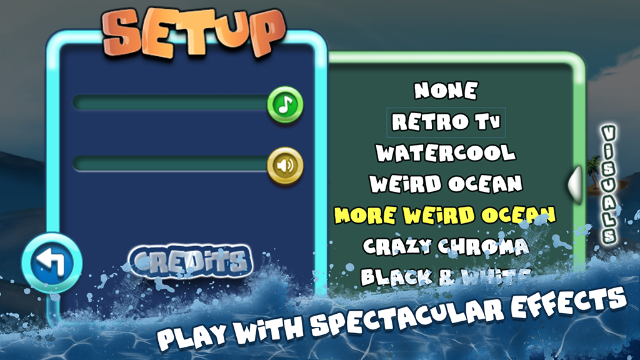 SETUP
NONE
RETRO TV
WATERCOOL
WEIRD OCEAN
MORE WEIRD OCEAN
CRAZY CHROMA
BLACK & WHITE
VISUALS
CREDITS
PLAY WITH SPECTACULAR EFFECTS